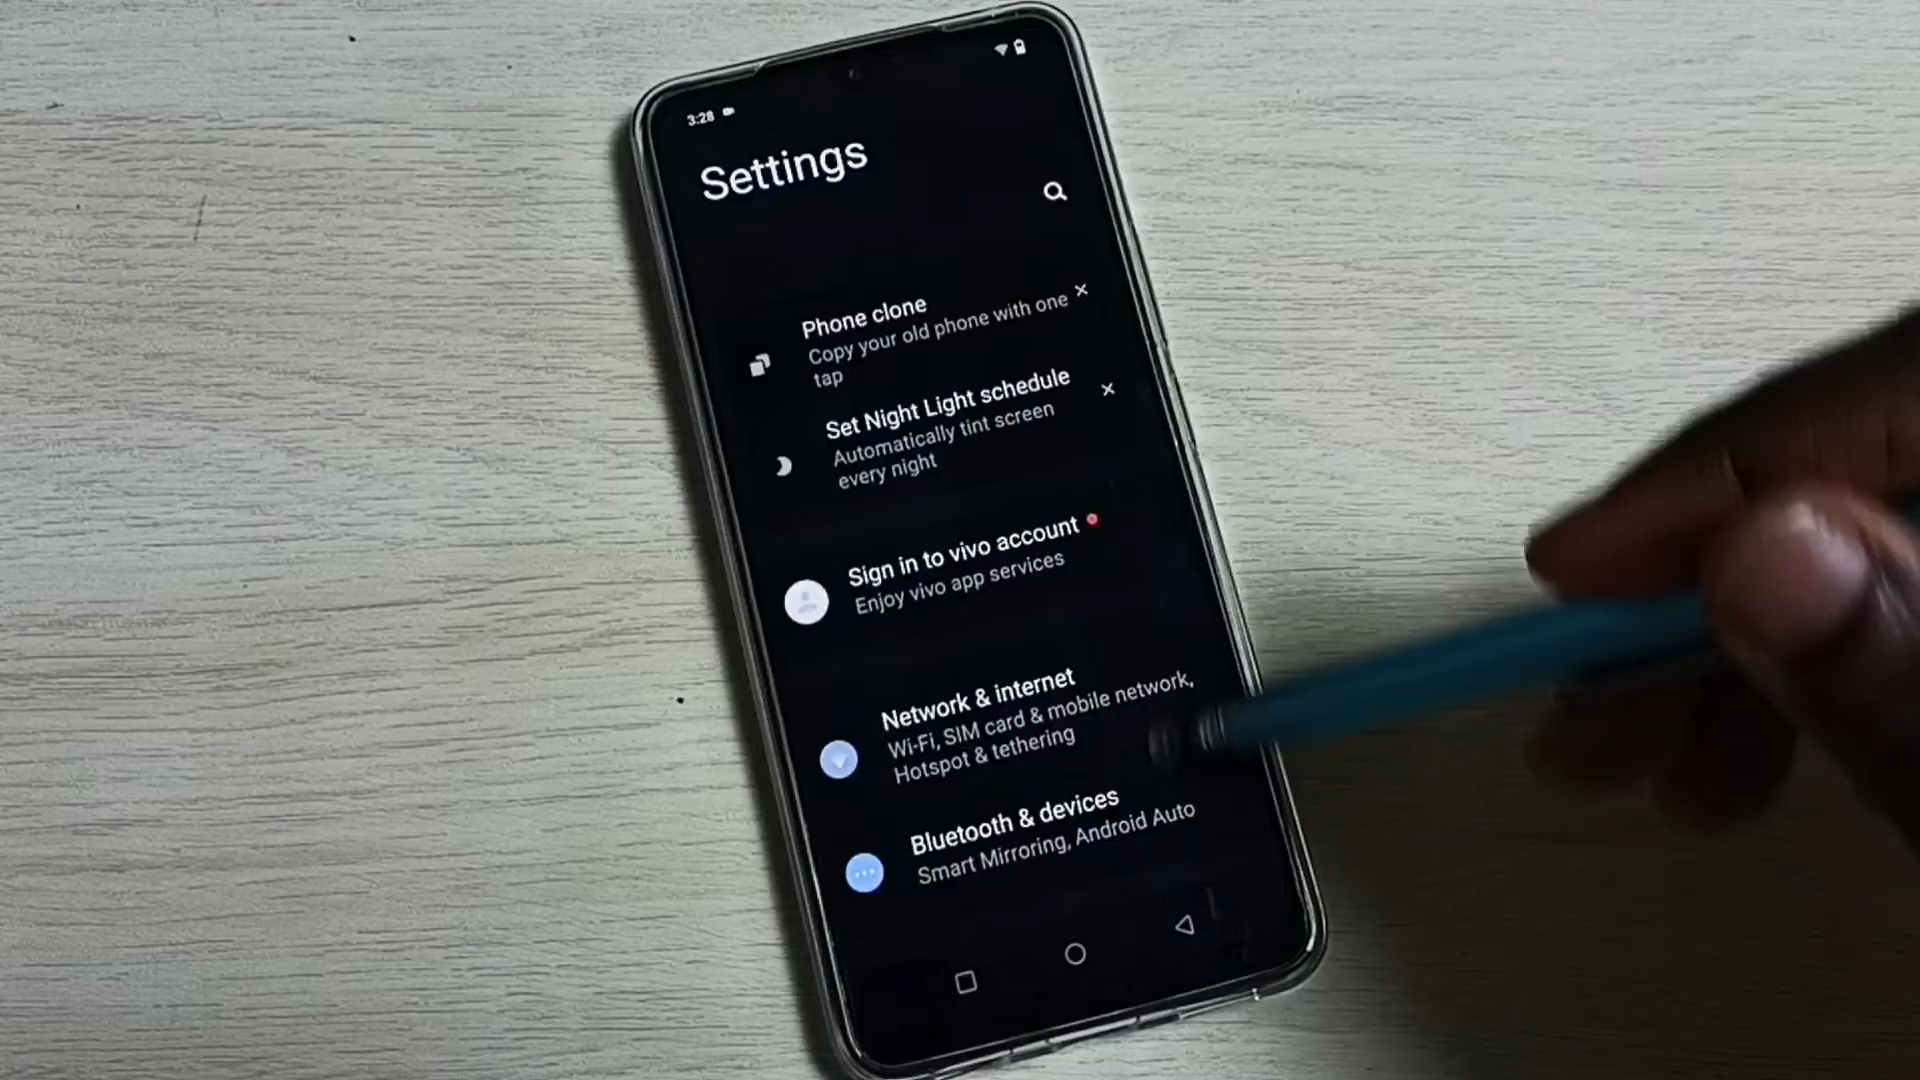 3:28
Settings
Phone clone
Copy your old phone with one
tap
Set Night Light schedule
Automatically tint screen
every night
Sign in to vivo account
Enjoy vivo app services
Network & internet
Wi-Fi, SIM card & mobile network,
Hotspot & tethering
Bluetooth & devices
Smart Mirroring, Android Auto